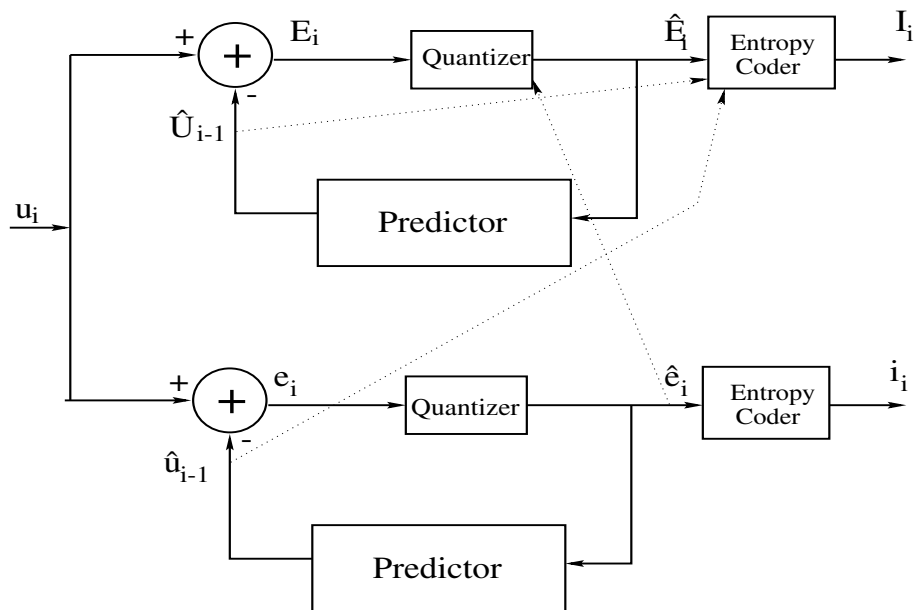 +
E_i
Quantizer
Ê_i
Entropy
Coder
I_i
+
-
Û_{i-1}
Predictor
u_i
+
e_i
Quantizer
ê_i
Entropy
Coder
i_i
+
-
û_{i-1}
Predictor